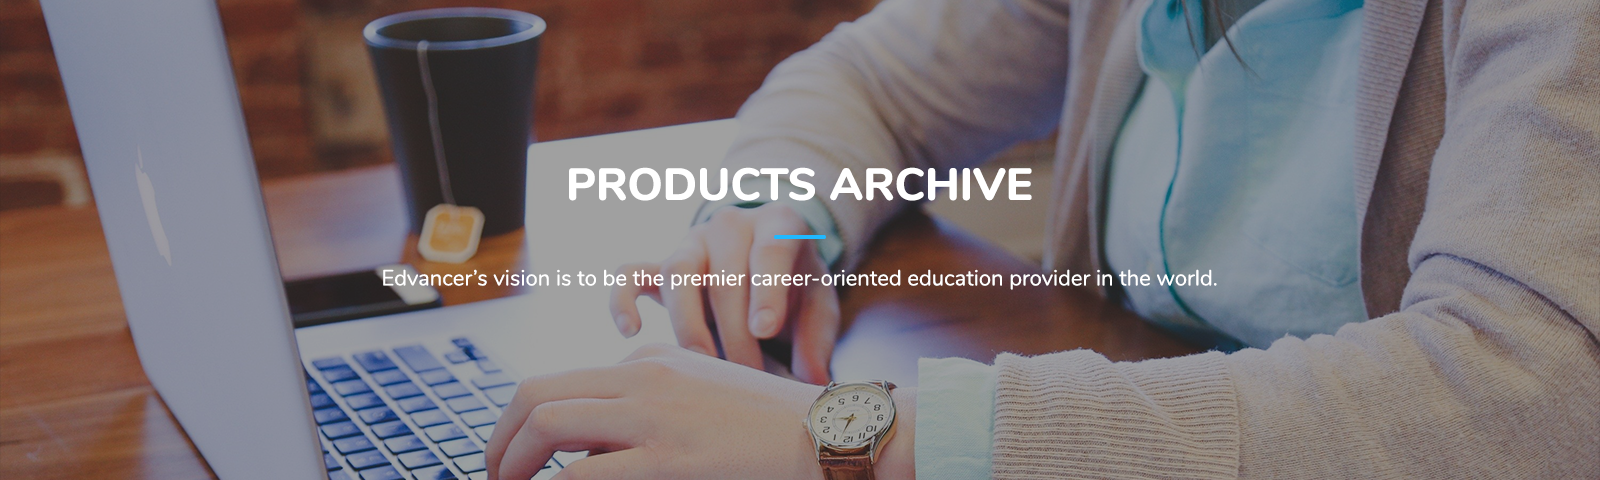 PRODUCTS ARCHIVE
Edvancer’s vision is to be the premier career-oriented education provider in the world.